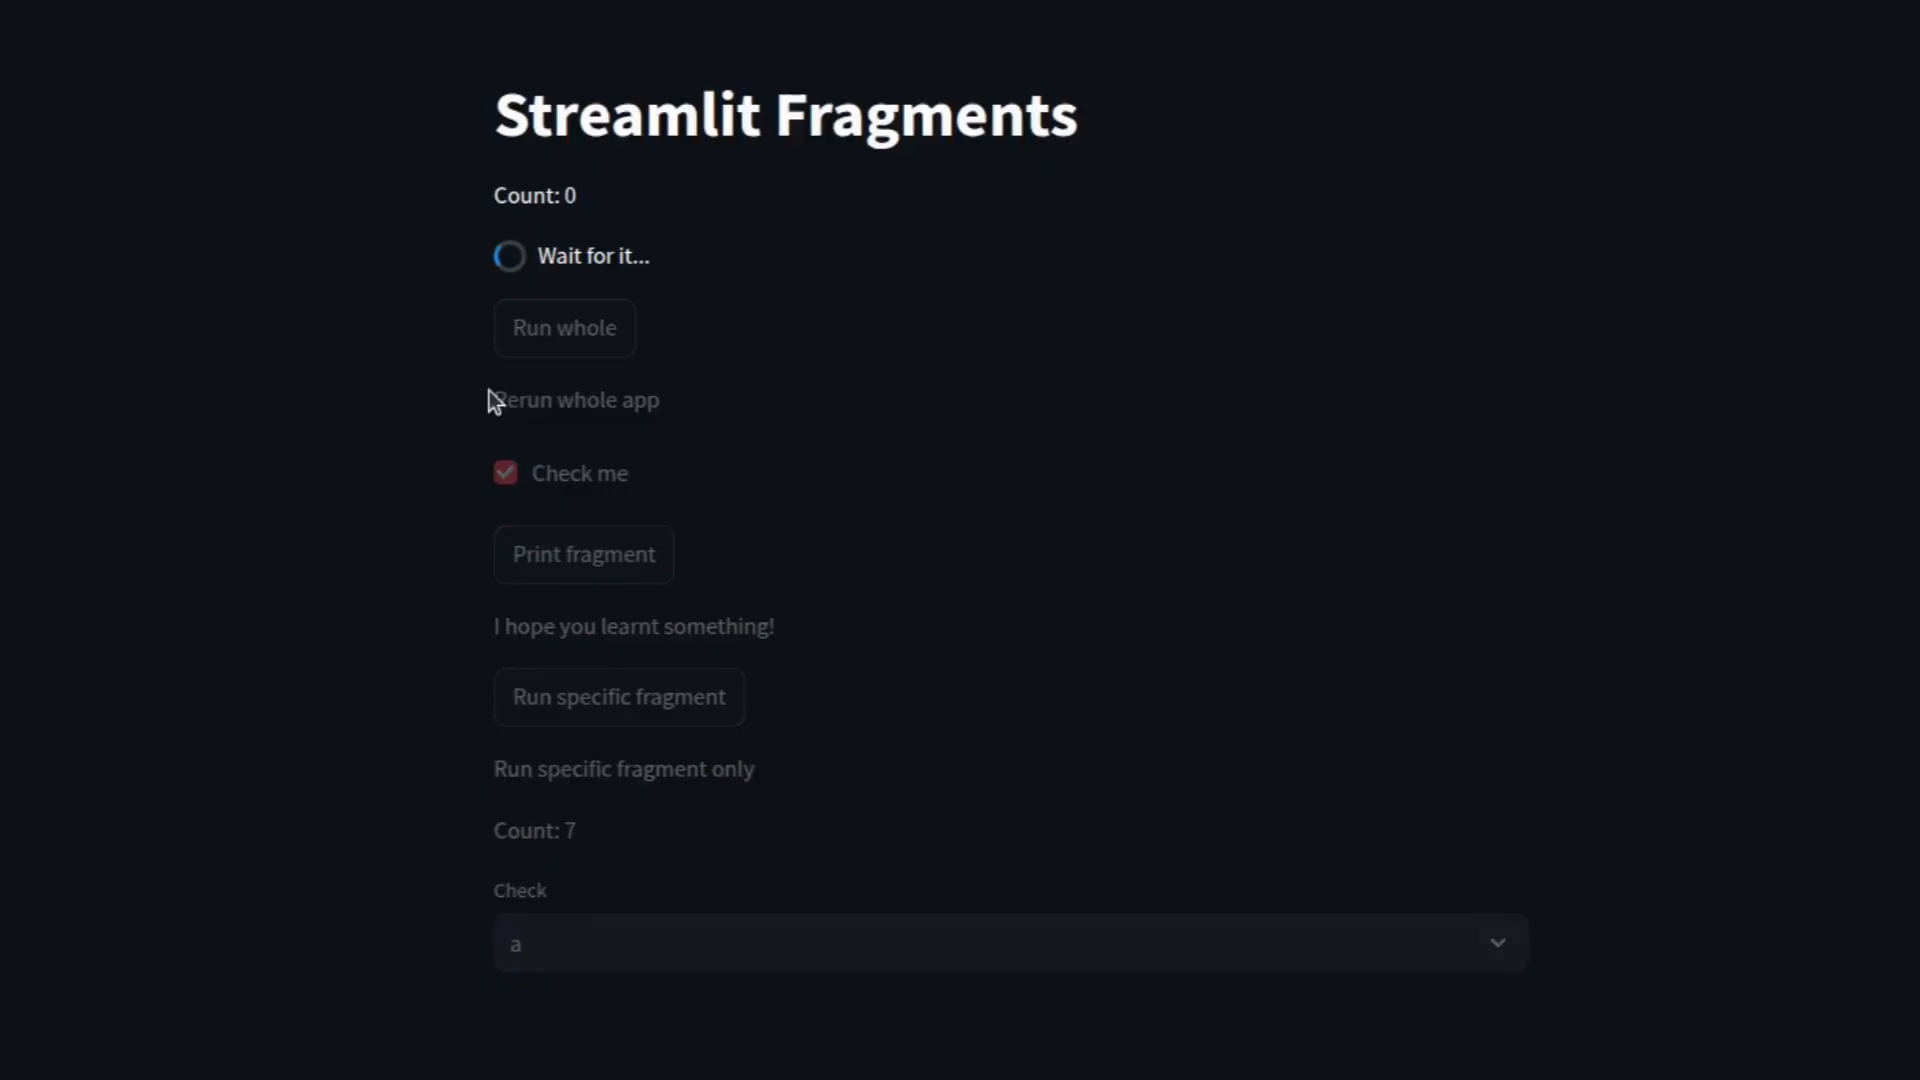 Streamlit Fragments
Count: 0
Wait for it...
Run whole
Rerun whole app
Check me
Print fragment
I hope you learnt something!
Run specific fragment
Run specific fragment only
Count: 7
Check
a